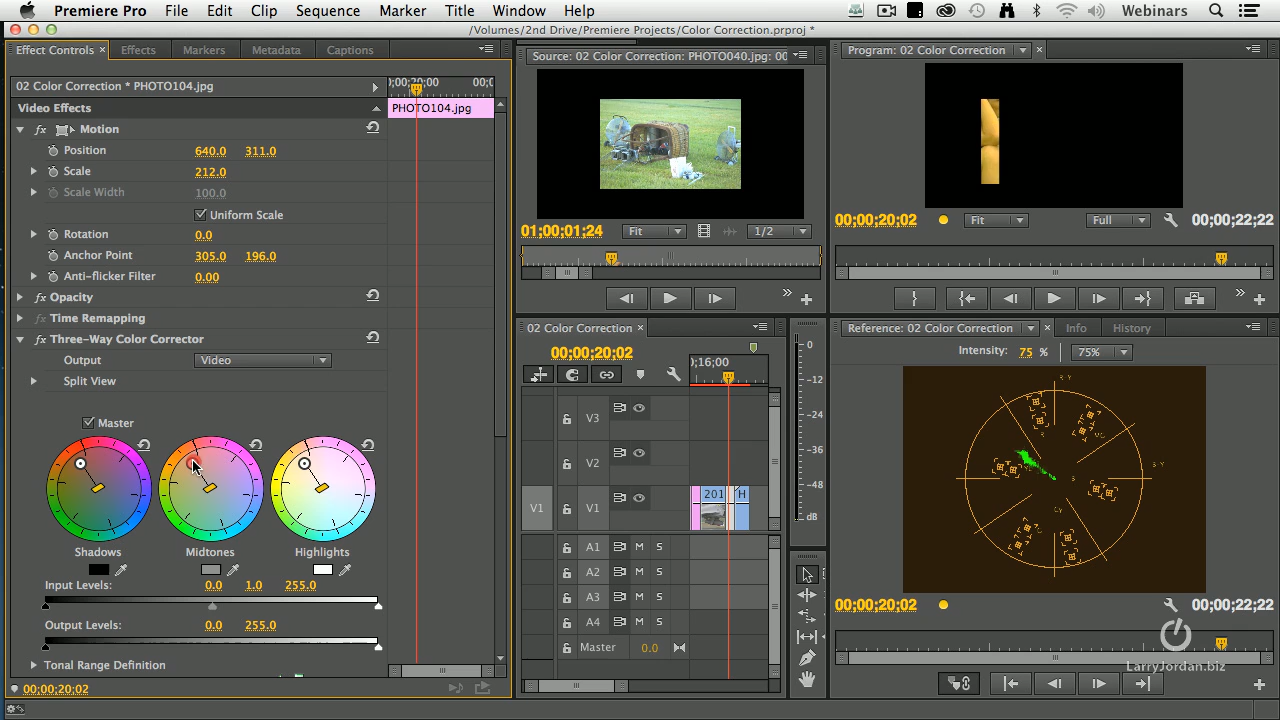 Premiere Pro File Edit Clip Sequence Marker Title Window Help Webinars
/Volumes/2nd Drive/Premiere Projects/Color Correction.prproj *
Effect Controls × Effects Markers Metadata Captions
02 Color Correction * PHOTO104.jpg
;00;20;00 00;0
PHOTO104.jpg
Video Effects
fx Motion
Position 640.0 311.0
Scale 212.0
Scale Width 100.0
Uniform Scale
Rotation 0.0
Anchor Point 305.0 196.0
Anti-flicker Filter 0.00
fx Opacity
fx Time Remapping
fx Three-Way Color Corrector
Output Video
Split View
Master
Shadows Midtones Highlights
Input Levels: 0.0 1.0 255.0
Output Levels: 0.0 255.0
Tonal Range Definition
00;00;20;02
Source: 02 Color Correction: PHOTO040.jpg: 00
01;00;01;24 Fit 1/2
Program: 02 Color Correction ×
00;00;20;02 Fit Full 00;00;22;22
02 Color Correction ×
00;00;20;02
;16;00
V3
V2
V1 V1 201 H
A1 M S
A2 M S
A3 M S
A4 M S
Master 0.0
0
-12
-24
-36
-48
dB
Reference: 02 Color Correction × Info History
Intensity: 75 % 75%
00;00;20;02 00;00;22;22
LarryJordan.biz